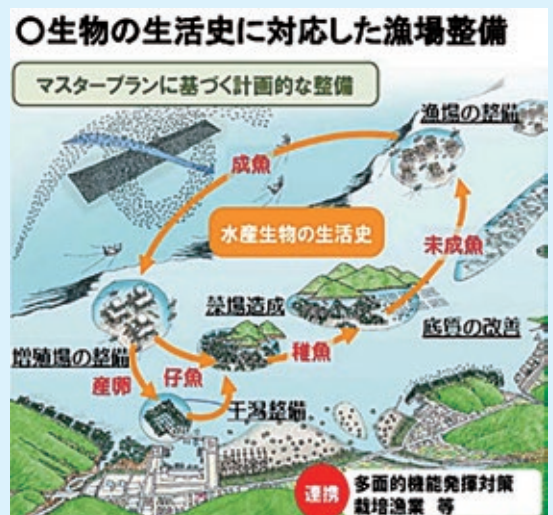 ○生物の生活史に対応した漁場整備
マスタープランに基づく計画的な整備
漁場の整備
成魚
水産生物の生活史
未成魚
藻場造成
底質の改善
稚魚
増殖場の整備
仔魚
産卵
干潟整備
連携
多面的機能発揮対策
栽培漁業 等